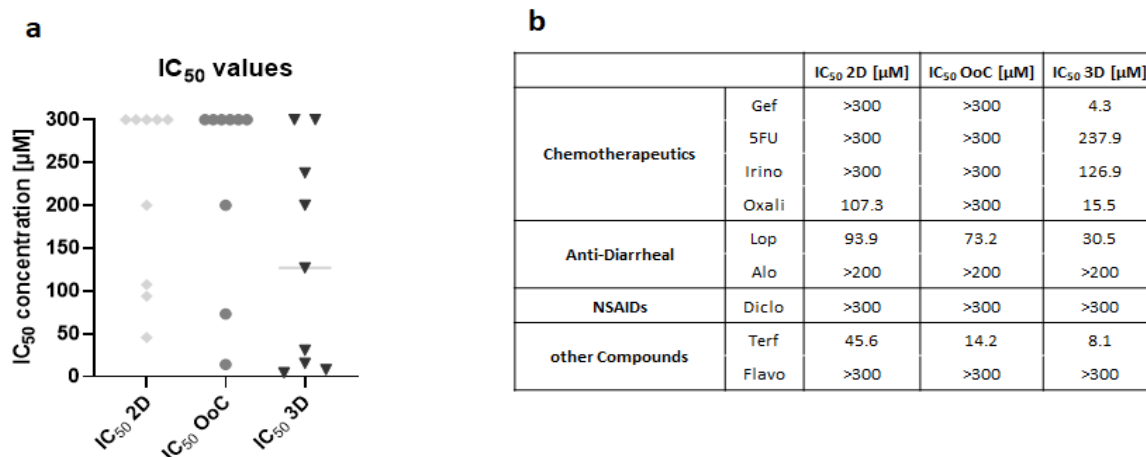 a
IC50 values
IC50 concentration [µM]
300
250
200
150
100
50
0
IC50 2D
IC50 OoC
IC50 3D
b
IC50 2D [µM] IC50 OoC [µM] IC50 3D [µM]
Chemotherapeutics
Gef >300 >300 4.3
5FU >300 >300 237.9
Irino >300 >300 126.9
Oxali 107.3 >300 15.5
Anti-Diarrheal
Lop 93.9 73.2 30.5
Alo >200 >200 >200
NSAIDs Diclo >300 >300 >300
other Compounds
Terf 45.6 14.2 8.1
Flavo >300 >300 >300